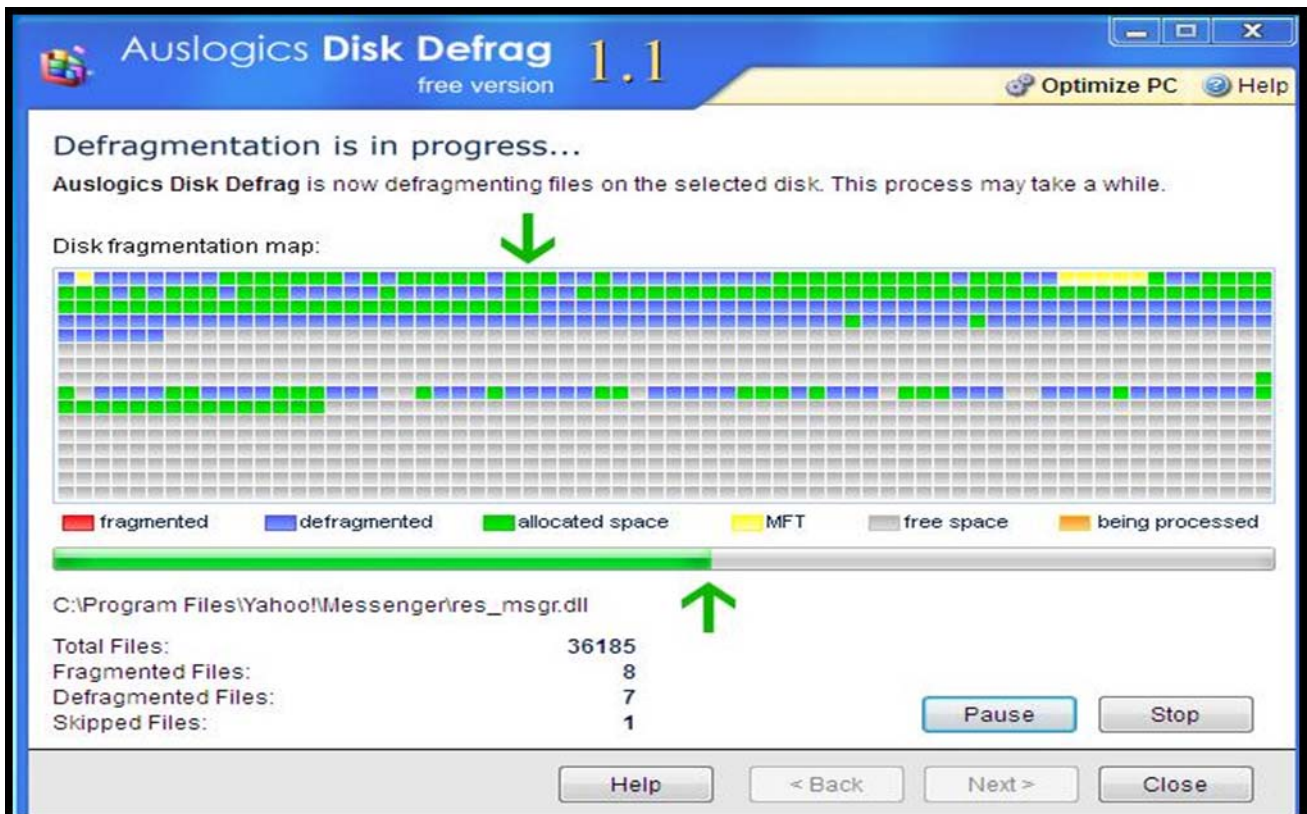 Auslogics Disk Defrag 1.1
free version
Optimize PC Help
Defragmentation is in progress...
Auslogics Disk Defrag is now defragmenting files on the selected disk. This process may take a while.
Disk fragmentation map:
fragmented defragmented allocated space MFT free space being processed
C:\Program Files\Yahoo!\Messenger\res_msgr.dll
Total Files: 36185
Fragmented Files: 8
Defragmented Files: 7
Skipped Files: 1
Pause Stop
Help < Back Next > Close